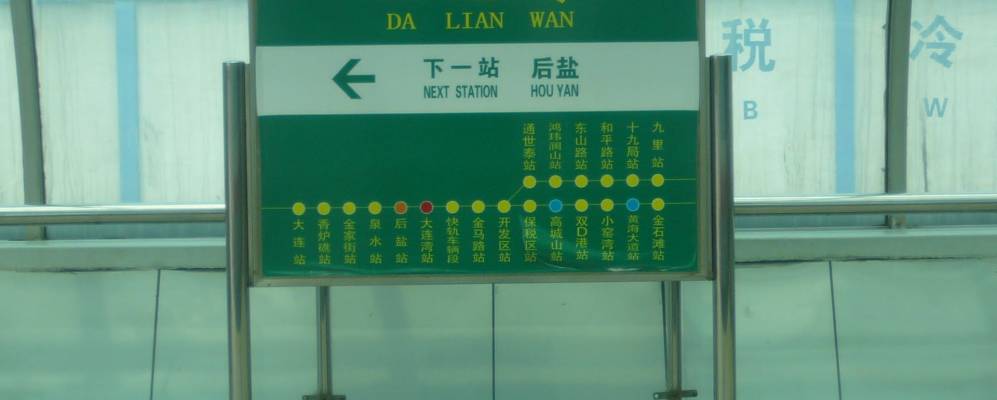 DA LIAN WAN
下一站 后盐
NEXT STATION HOU YAN
通世泰站
鸿玮澜山站
东山路站
和平路站
十九局站
九里站
大连站
香炉礁站
金家街站
泉水站
后盐站
大连湾站
快轨车辆段
金马路站
开发区站
保税区站
高城山站
双D港站
小窑湾站
黄海大道站
金石滩站
税
B
冷
W